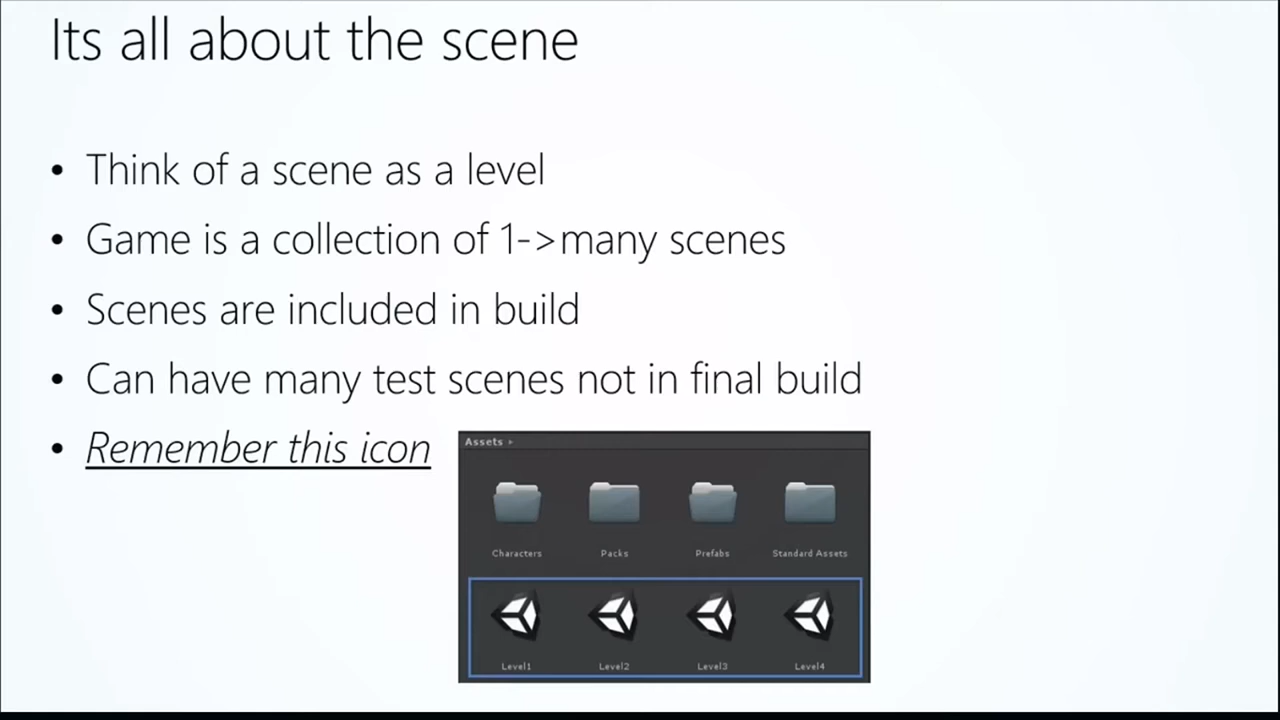 Its all about the scene
• Think of a scene as a level
• Game is a collection of 1->many scenes
• Scenes are included in build
• Can have many test scenes not in final build
• Remember this icon
Assets ▸
Characters Packs Prefabs Standard Assets
Level1 Level2 Level3 Level4